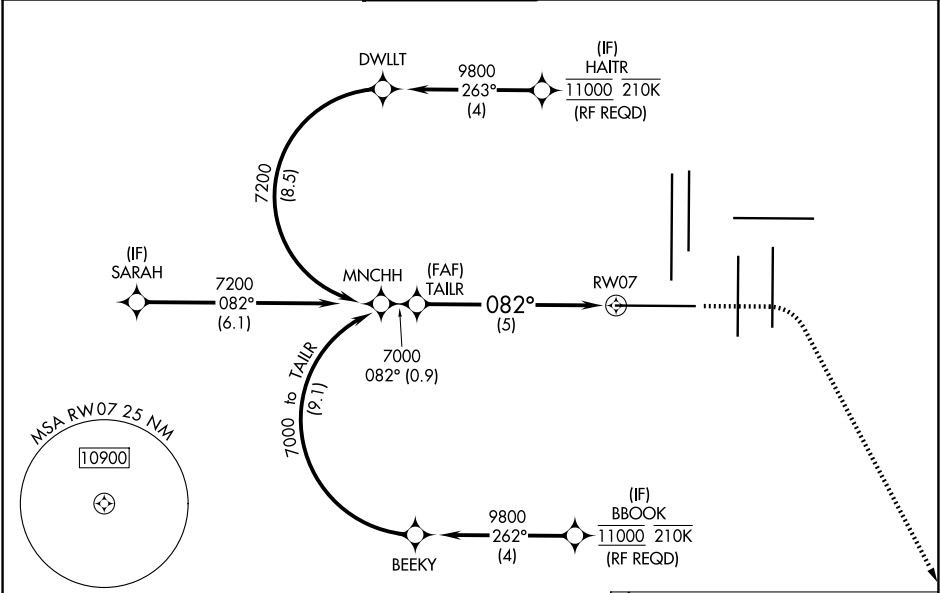 DWLLT
9800
263°
(4)
(IF)
HAITR
11000 210K
(RF REQD)
7200
(8.5)
(IF)
SARAH
7200
082°
(6.1)
MNCHH
(FAF)
TAILR
082°
(5)
RW07
7000
082° (0.9)
7000 to TAILR
(9.1)
MSA RW07 25 NM
10900
BEEKY
9800
262°
(4)
(IF)
BBOOK
11000 210K
(RF REQD)